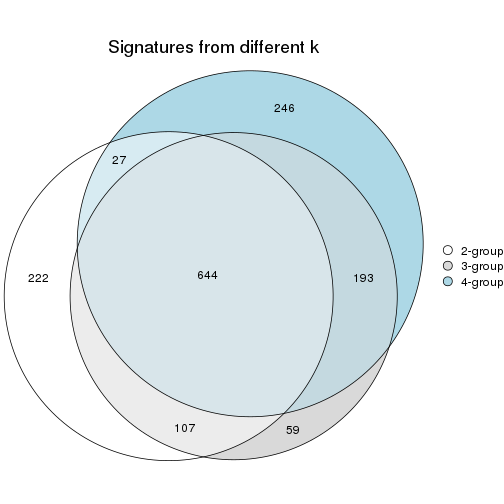 Signatures from different k
246
27
222
644
193
2-group
3-group
4-group
107
59